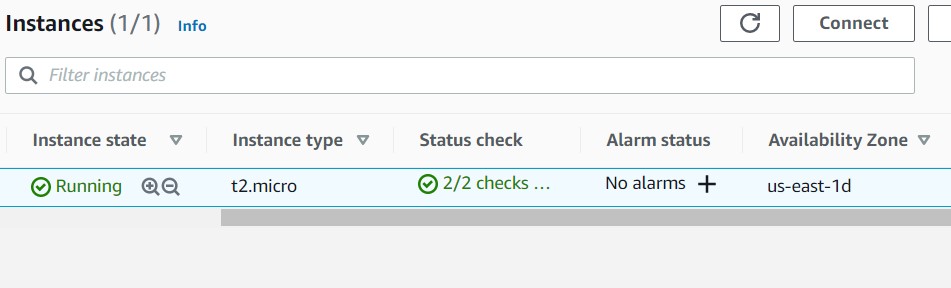 Instances (1/1) Info Connect
Filter instances
Instance state Instance type Status check Alarm status Availability Zone
Running t2.micro 2/2 checks ... No alarms + us-east-1d